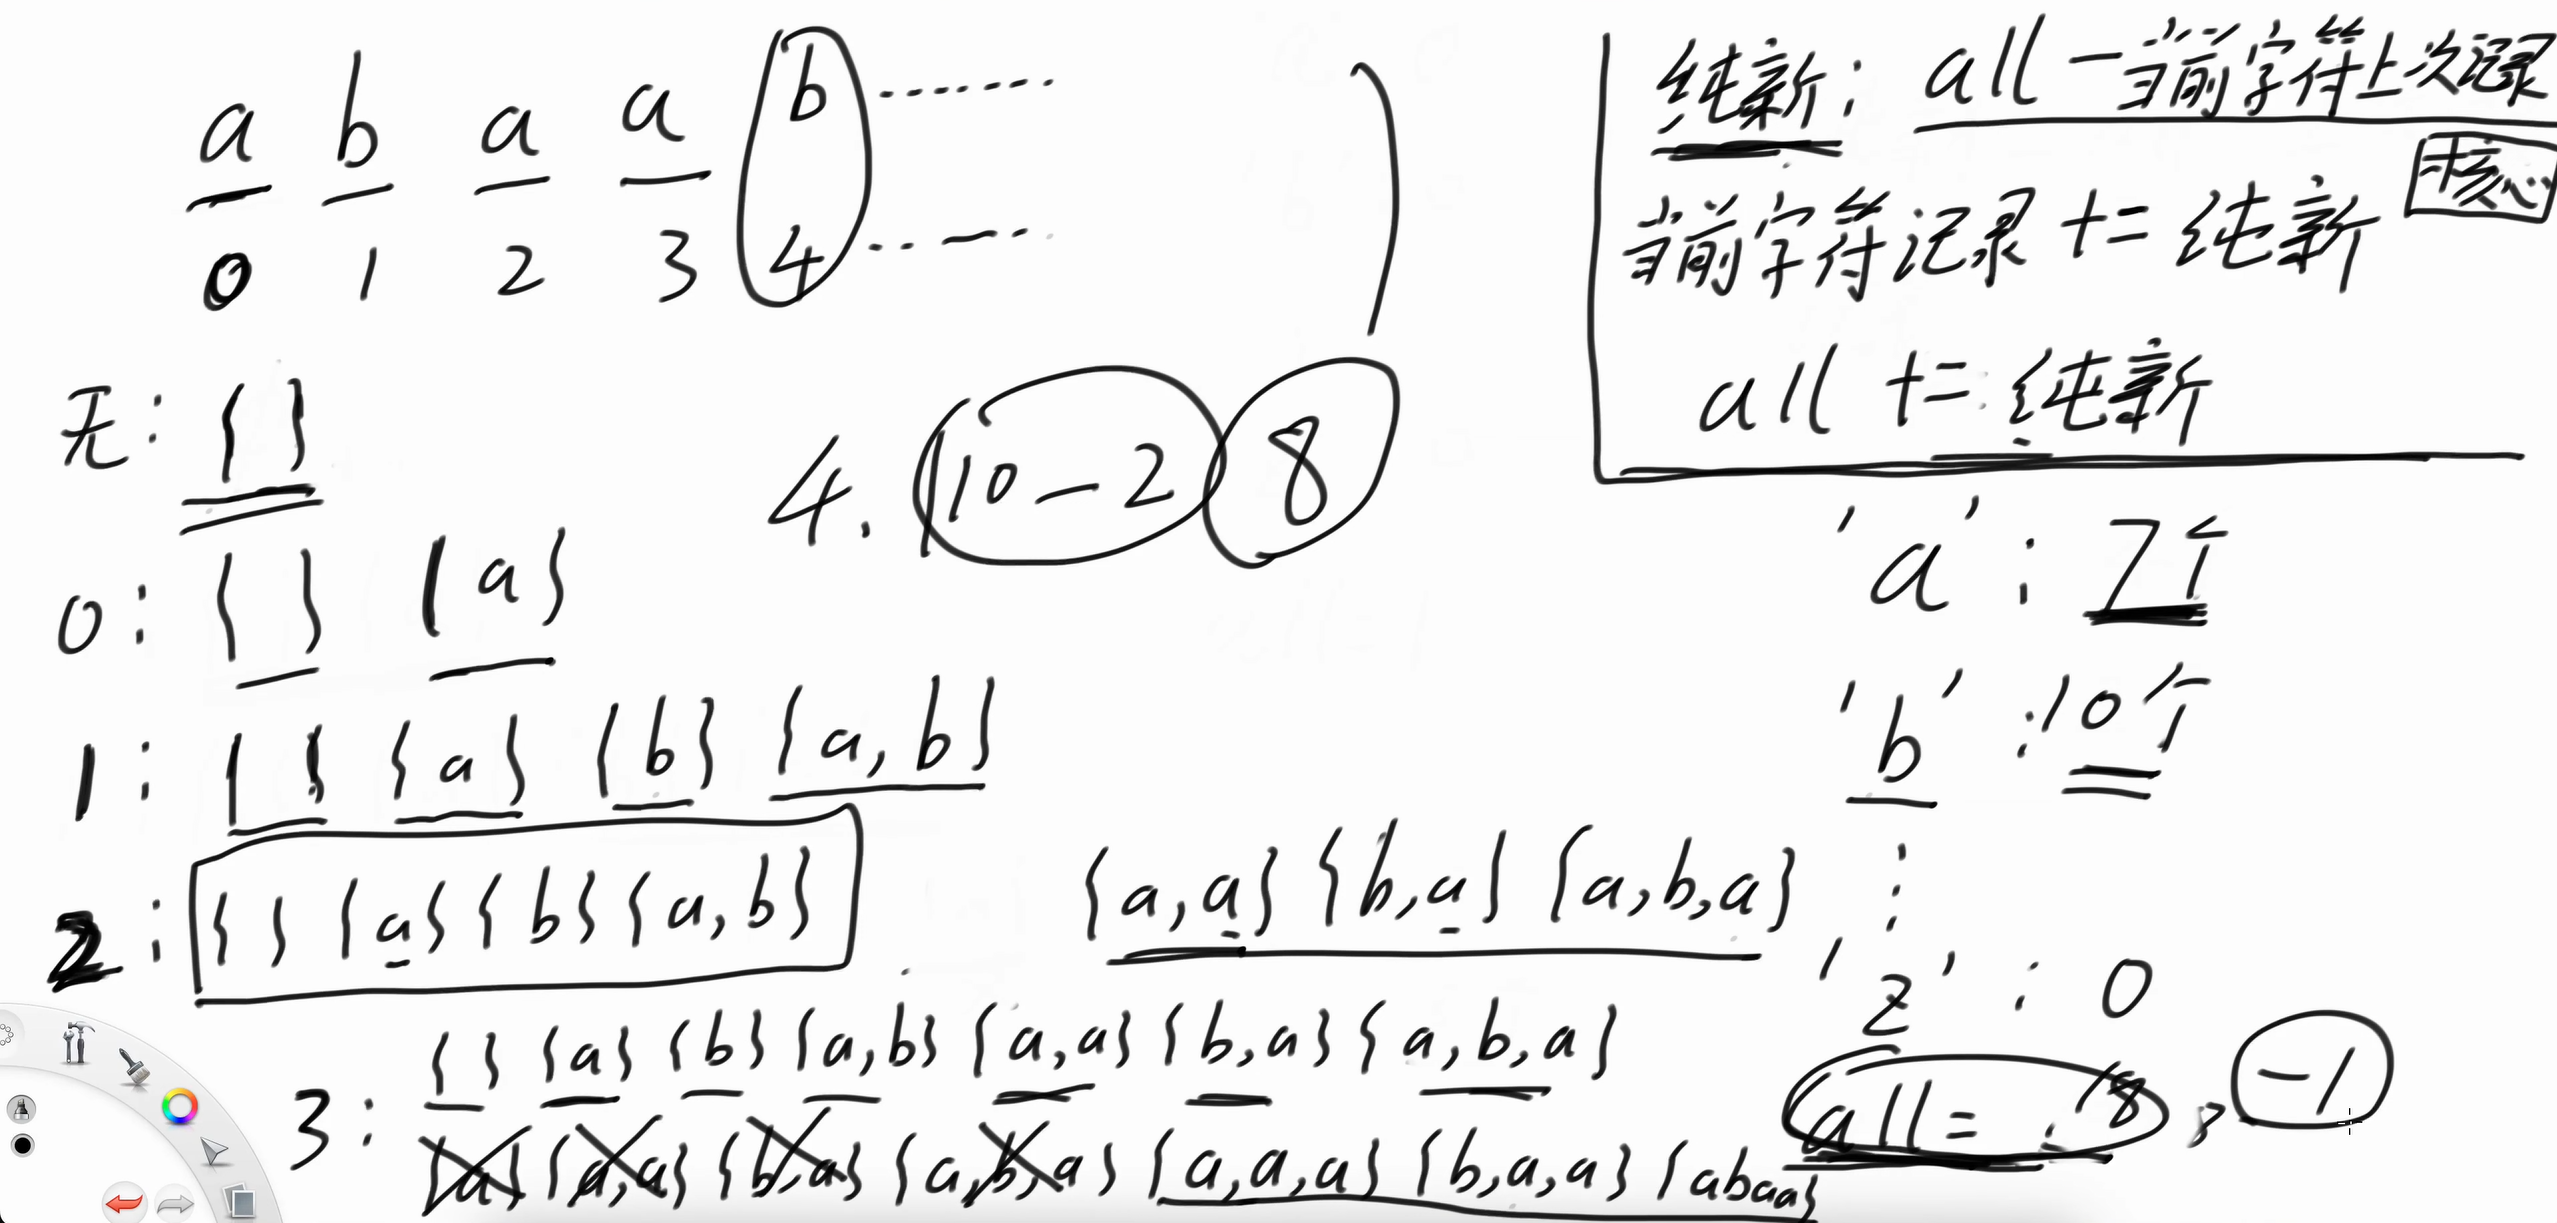 a b a a b ........
0 1 2 3 4 ........
无: { }
0: { } {a}
1: { } {a} {b} {a,b}
2: { } {a} {b} {a,b} {a,a} {b,a} {a,b,a}
3: { } {a} {b} {a,b} {a,a} {b,a} {a,b,a}
{a} {a,a} {b,a} {a,b,a} {a,a,a} {b,a,a} {abaa}
4. 10-2 8
纯新: all - 当前字符上次记录
核心
当前字符记录 += 纯新
all += 纯新
'a': 7个
'b': 10个
:
'z': 0
all = 18, -1